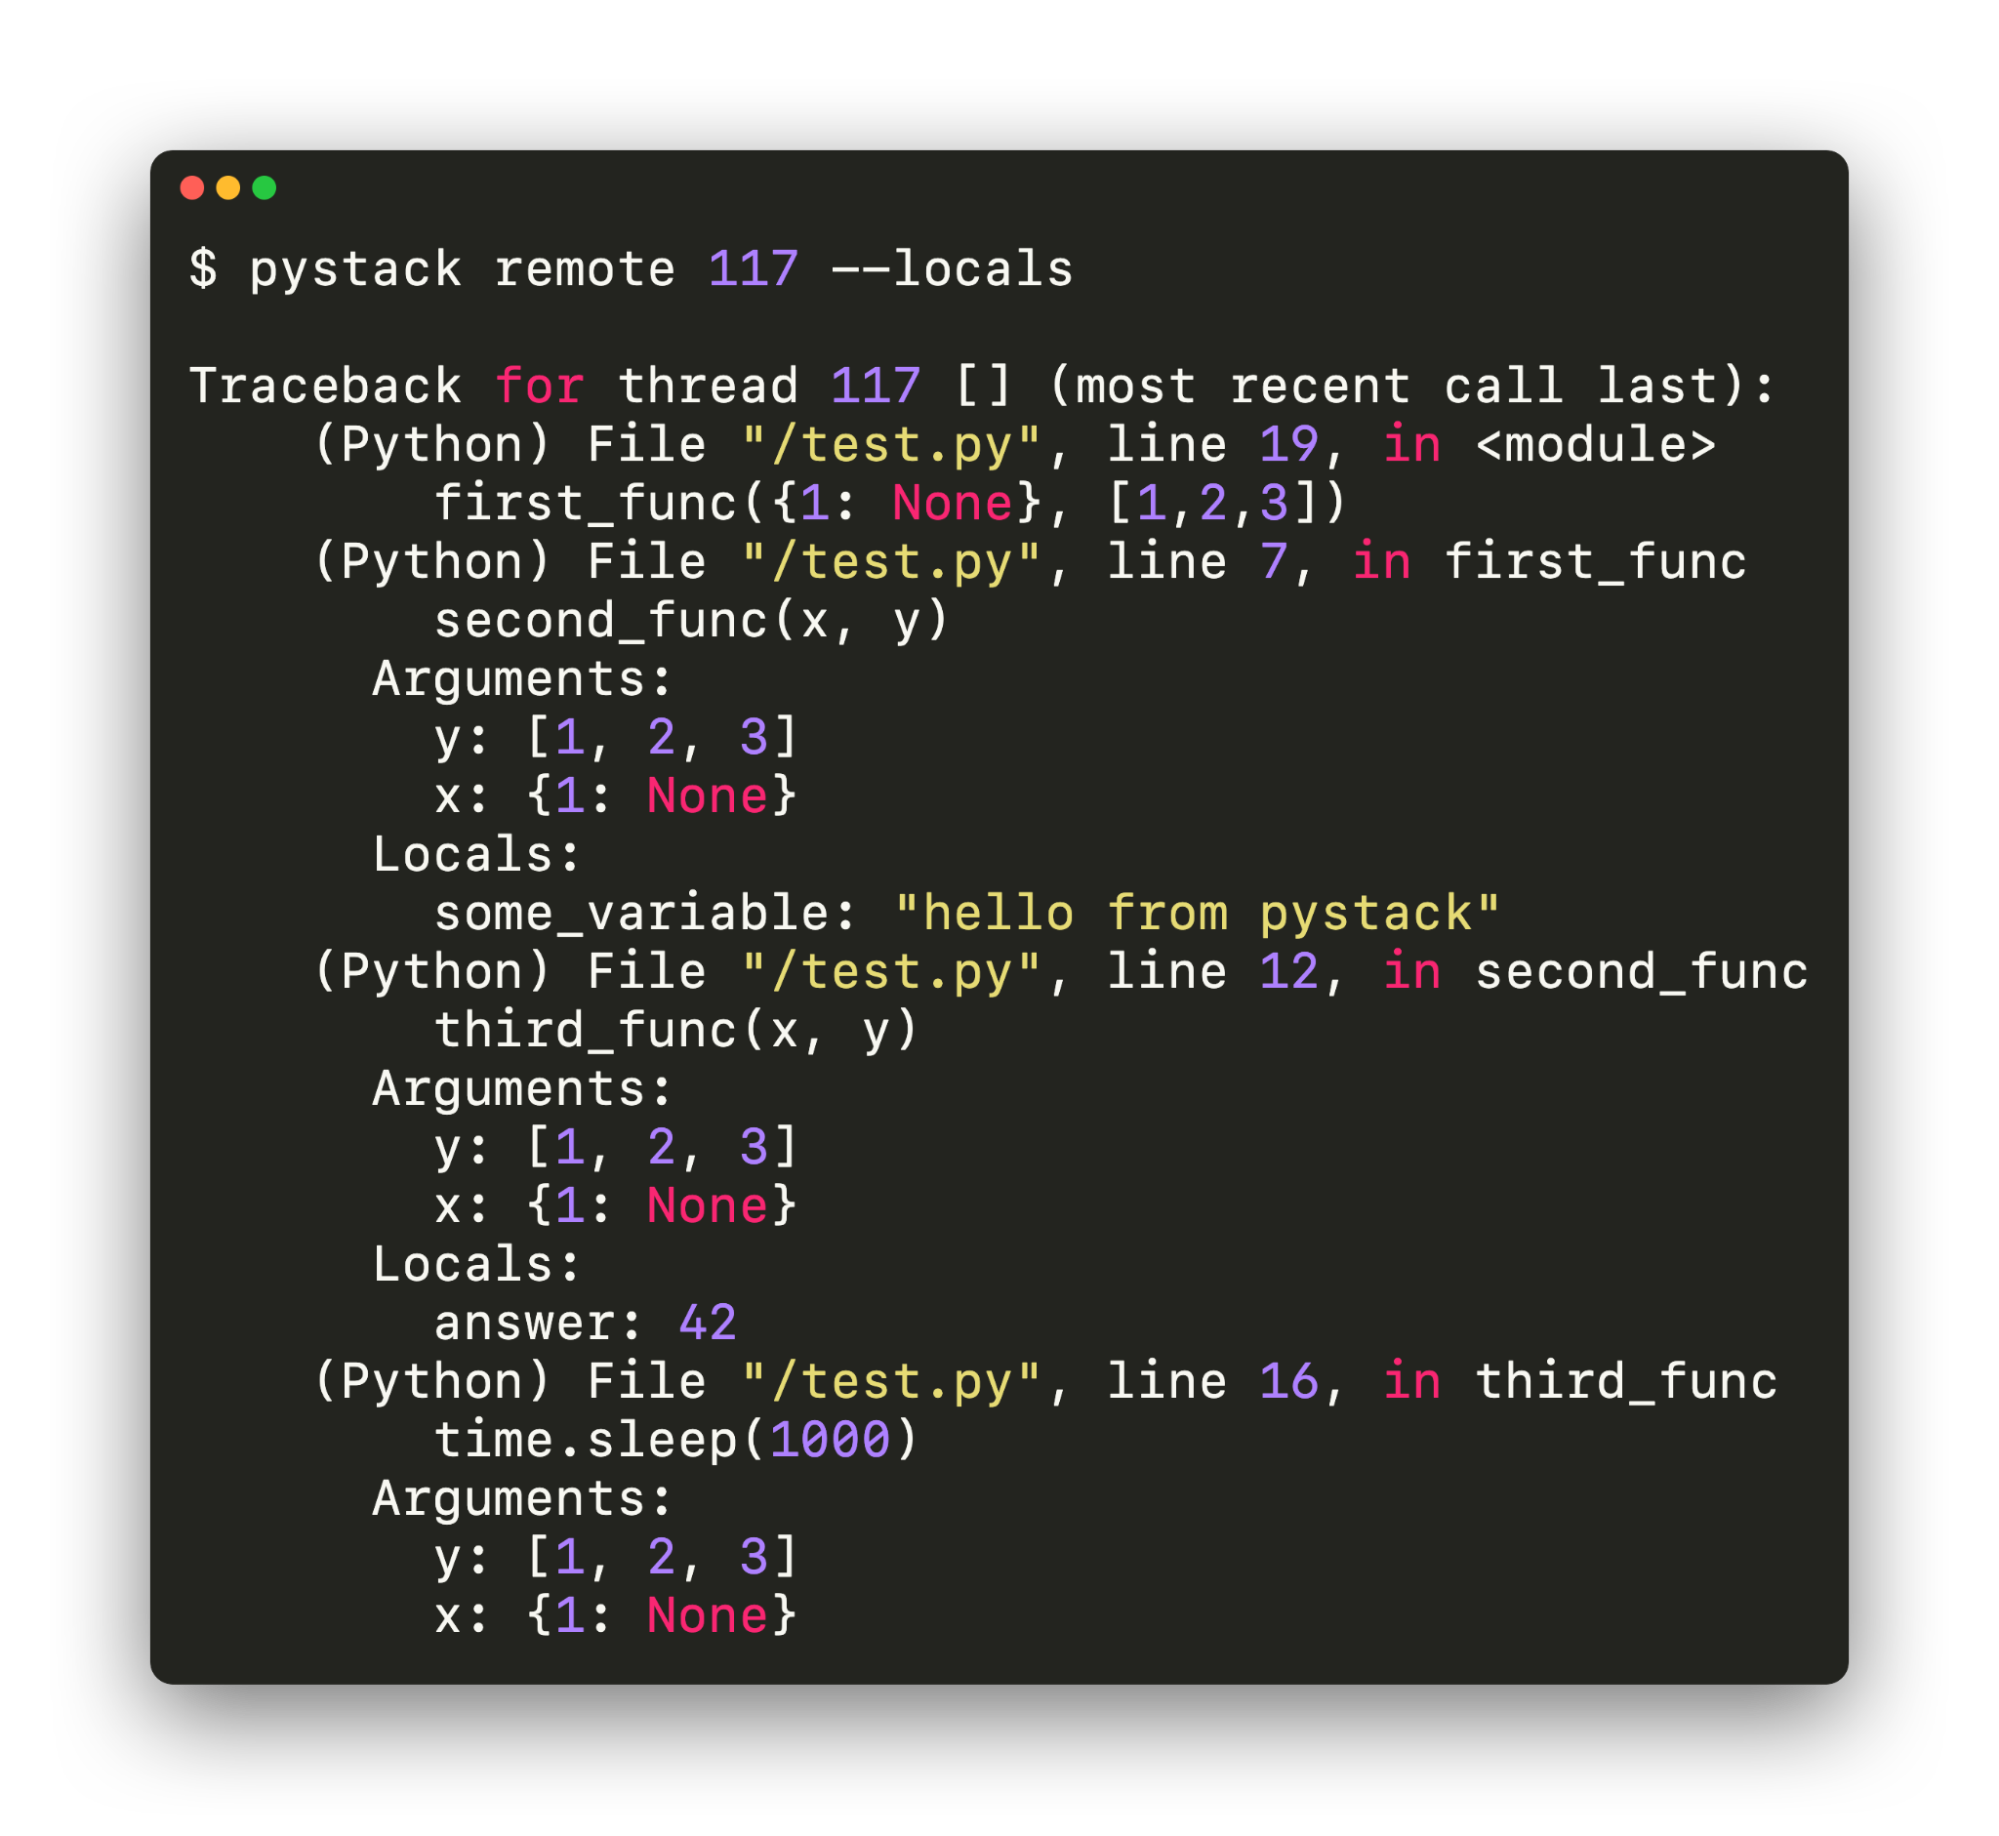 $ pystack remote 117 --locals

Traceback for thread 117 [] (most recent call last):
    (Python) File "/test.py", line 19, in <module>
        first_func({1: None}, [1,2,3])
    (Python) File "/test.py", line 7, in first_func
        second_func(x, y)
      Arguments:
        y: [1, 2, 3]
        x: {1: None}
      Locals:
        some_variable: "hello from pystack"
    (Python) File "/test.py", line 12, in second_func
        third_func(x, y)
      Arguments:
        y: [1, 2, 3]
        x: {1: None}
      Locals:
        answer: 42
    (Python) File "/test.py", line 16, in third_func
        time.sleep(1000)
      Arguments:
        y: [1, 2, 3]
        x: {1: None}